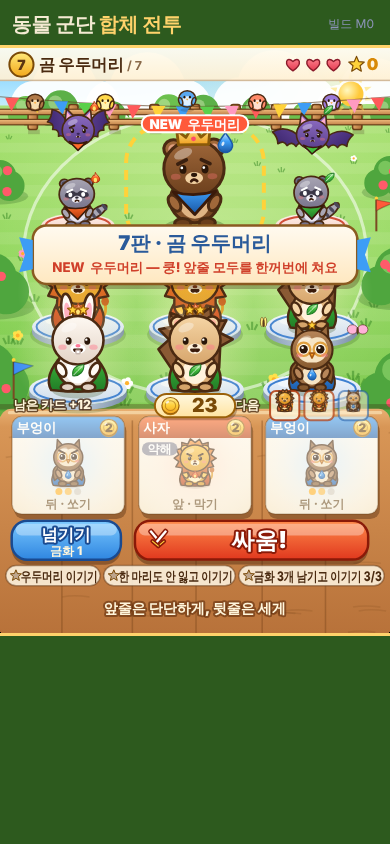 동물 군단 합체 전투
빌드 M0
7 곰 우두머리 / 7
0
NEW 우두머리
7판 · 곰 우두머리
NEW 우두머리 — 쿵! 앞줄 모두를 한꺼번에 쳐요
남은 카드 +12
23
다음
부엉이 2
사자 2
부엉이 2
약해
뒤 · 쏘기
앞 · 막기
뒤 · 쏘기
넘기기
금화 1
싸움!
우두머리 이기기
한 마리도 안 잃고 이기기
금화 3개 남기고 이기기 3/3
앞줄은 단단하게, 뒷줄은 세게